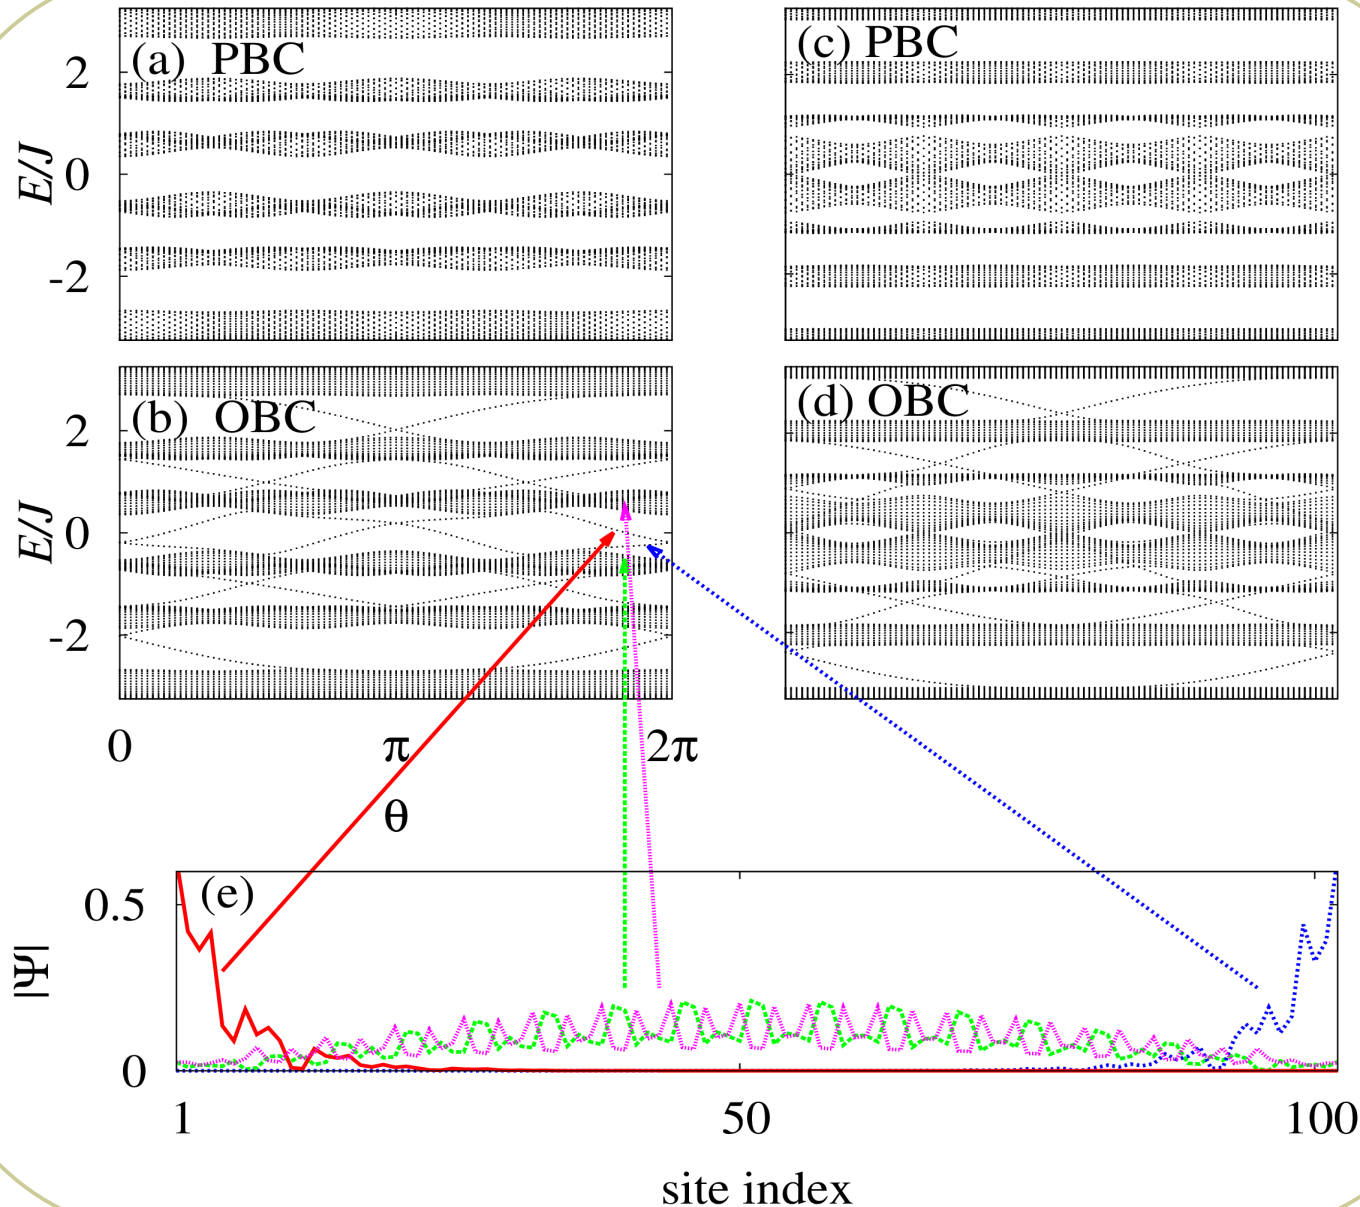 (a) PBC
(c) PBC
2
E/J
0
-2
(b) OBC
(d) OBC
2
E/J
0
-2
0
π
2π
θ
(e)
0.5
|Ψ|
0
1
50
100
site index